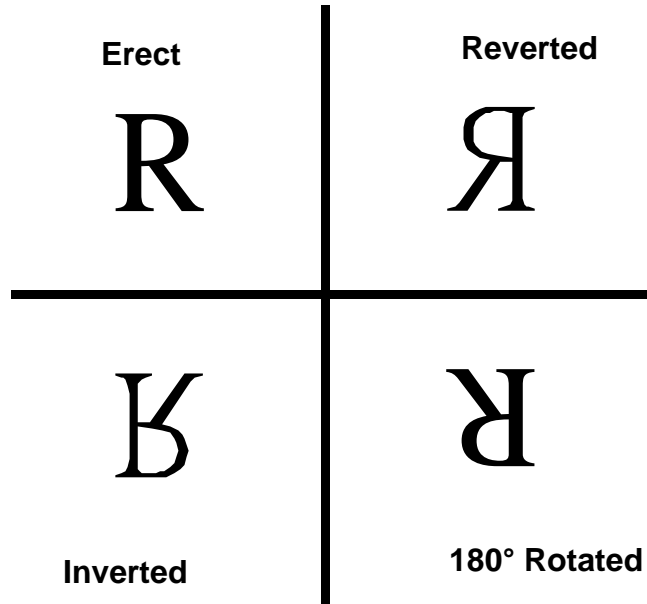 Erect
R
Reverted
Я
Inverted
R
180° Rotated
R